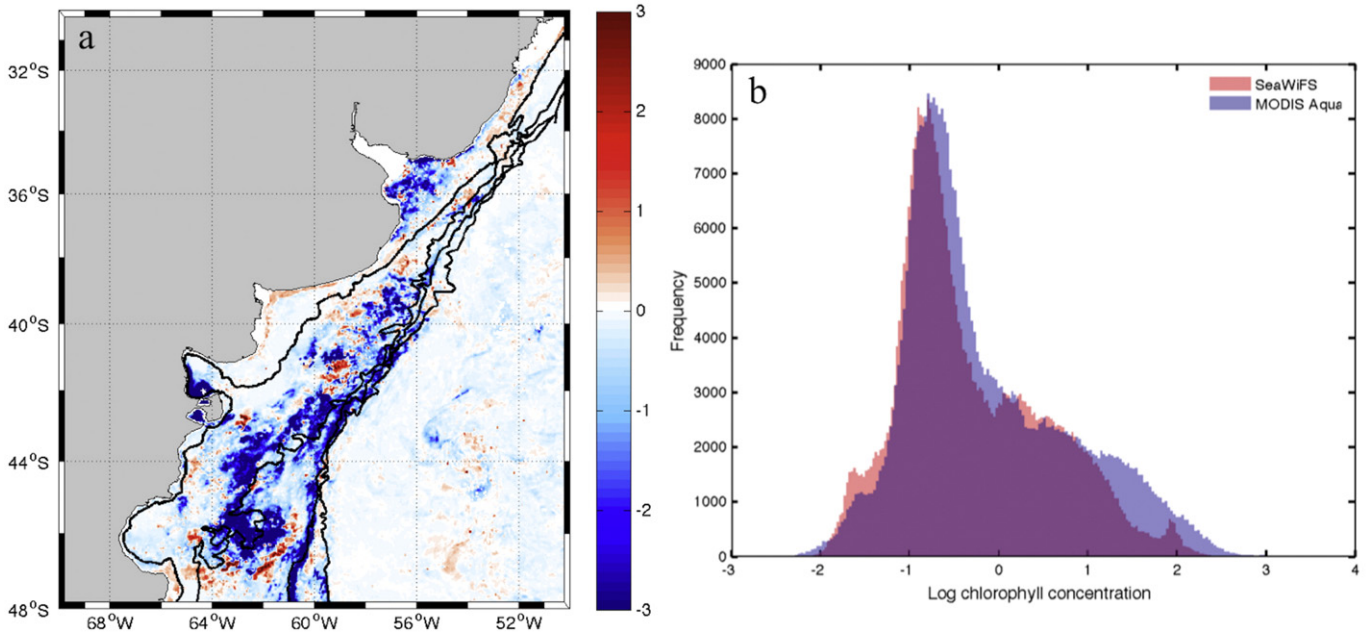 a
32°S
36°S
40°S
44°S
48°S
68°W
64°W
60°W
56°W
52°W
3
2
1
0
-1
-2
-3
b
SeaWiFS
MODIS Aqua
9000
8000
7000
6000
5000
4000
3000
2000
1000
0
Frequency
-3
-2
-1
0
1
2
3
4
Log chlorophyll concentration